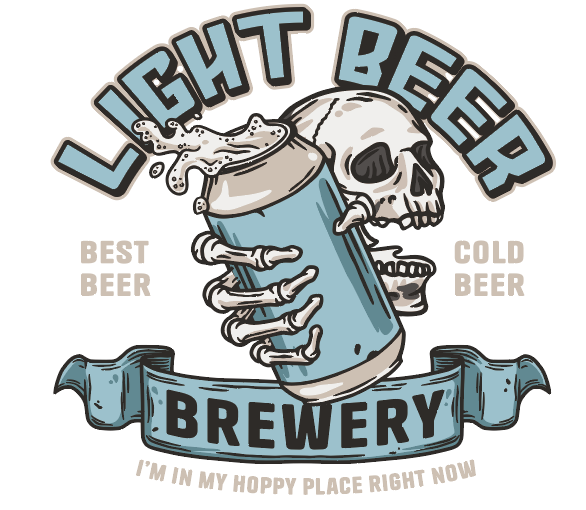 LIGHT BEER
BEST
BEER
COLD
BEER
BREWERY
I'M IN MY HOPPY PLACE RIGHT NOW